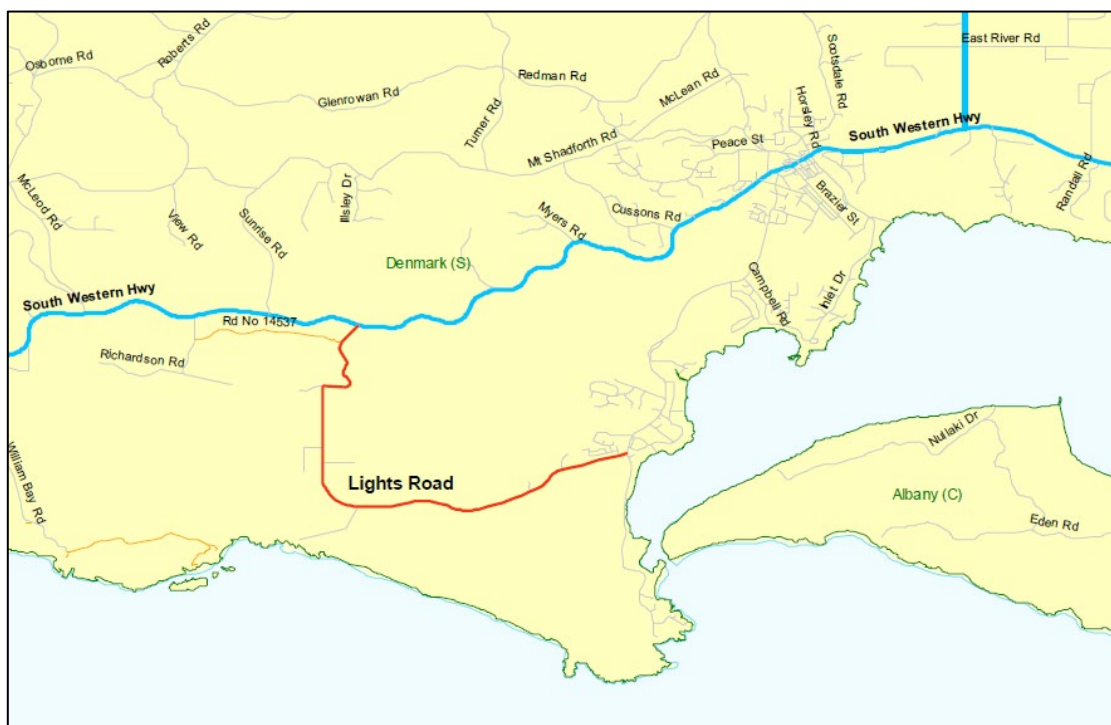 East River Rd
Scotsdale Rd
Roberts Rd
Osborne Rd
Redman Rd
McLean Rd
Glenrowan Rd
Horsley Rd
Turner Rd
South Western Hwy
Peace St
Mt Shadforth Rd
Randall Rd
Illsley Dr
McLeod Rd
Brazier St
View Rd
Sunrise Rd
Myers Rd
Cussons Rd
Denmark (S)
Campbell Rd
Inlet Dr
South Western Hwy
Rd No 14537
Richardson Rd
Nullaki Dr
William Bay Rd
Lights Road
Albany (C)
Eden Rd